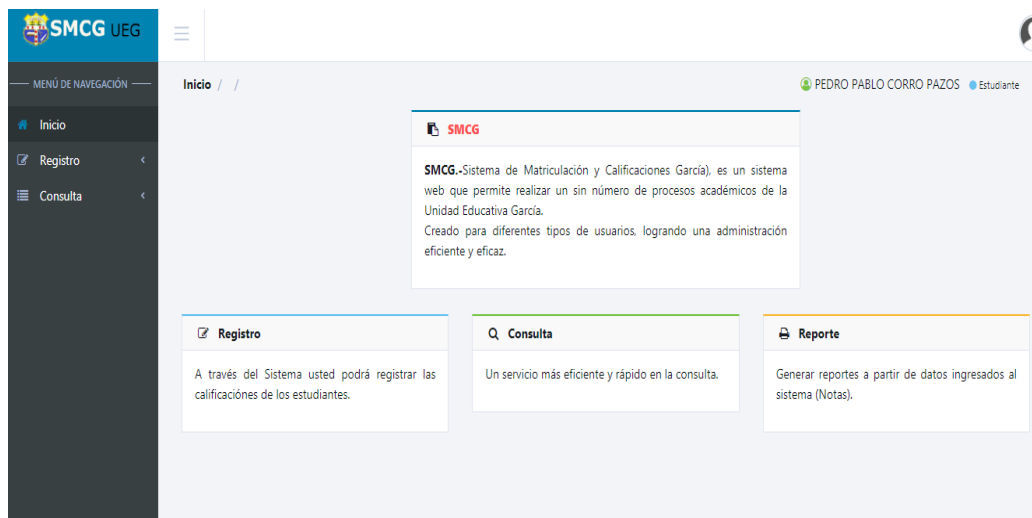 SMCG UEG
MENÚ DE NAVEGACIÓN
Inicio
Registro
Consulta
Inicio / /
PEDRO PABLO CORRO PAZOS Estudiante
SMCG
SMCG.-Sistema de Matriculación y Calificaciones García), es un sistema
web que permite realizar un sin número de procesos académicos de la
Unidad Educativa García.
Creado para diferentes tipos de usuarios, logrando una administración
eficiente y eficaz.
Registro
A través del Sistema usted podrá registrar las
calificaciónes de los estudiantes.
Consulta
Un servicio más eficiente y rápido en la consulta.
Reporte
Generar reportes a partir de datos ingresados al
sistema (Notas).